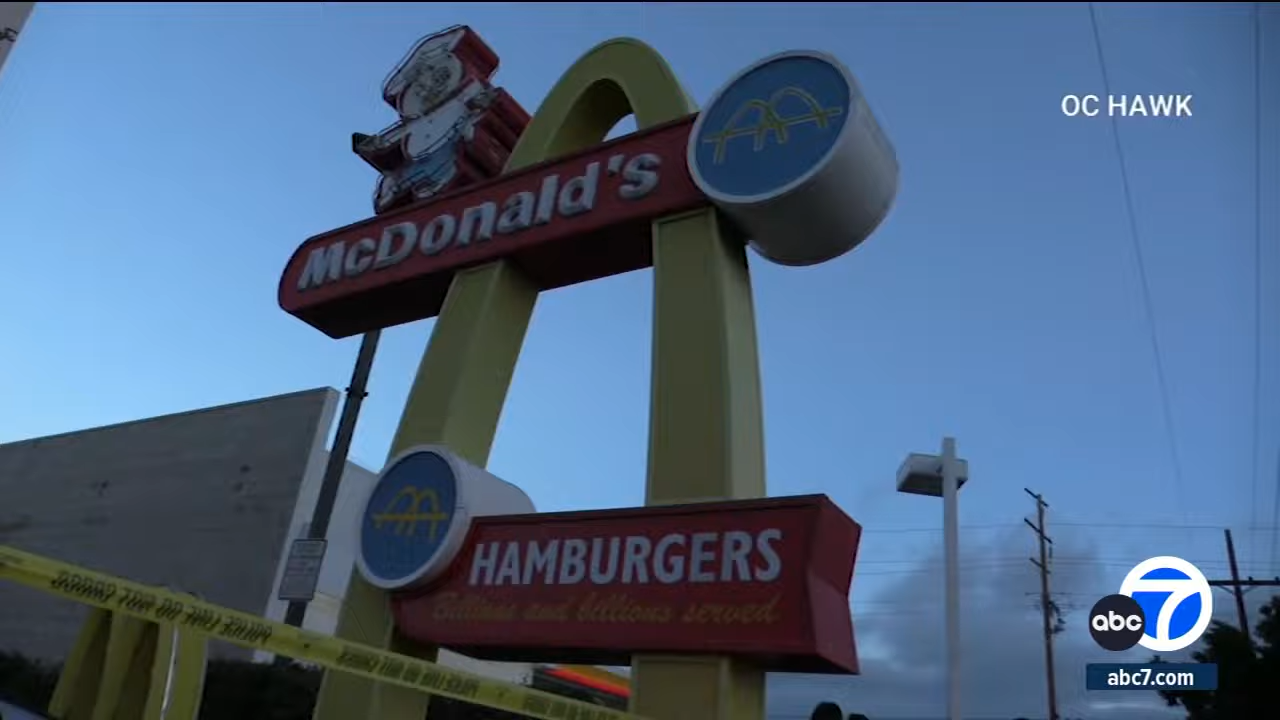 OC HAWK
McDonald's
HAMBURGERS
Billions and billions served
abc
7
abc7.com